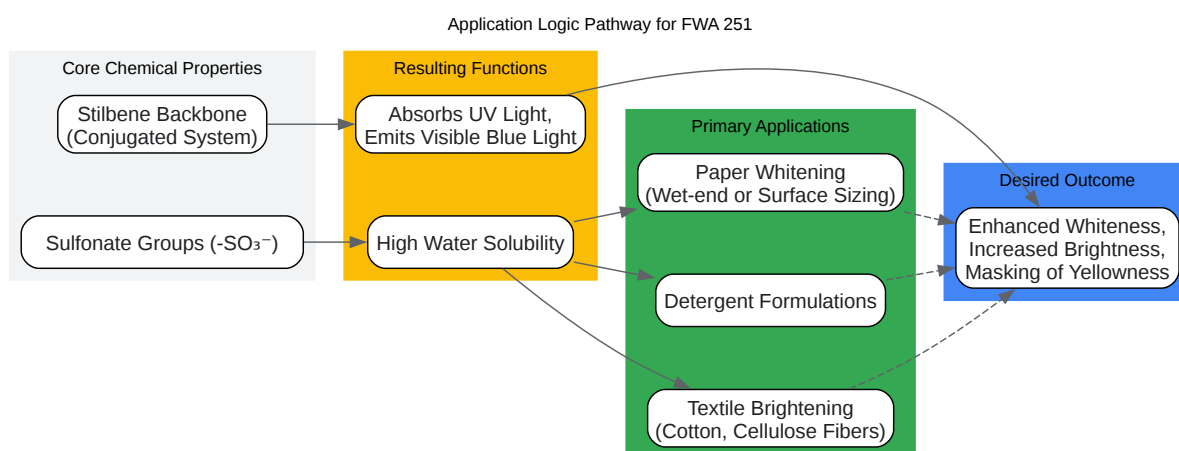 Application Logic Pathway for FWA 251
Core Chemical Properties
Stilbene Backbone
(Conjugated System)
Sulfonate Groups (-SO₃⁻)
Resulting Functions
Absorbs UV Light,
Emits Visible Blue Light
High Water Solubility
Primary Applications
Paper Whitening
(Wet-end or Surface Sizing)
Detergent Formulations
Textile Brightening
(Cotton, Cellulose Fibers)
Desired Outcome
Enhanced Whiteness,
Increased Brightness,
Masking of Yellowness